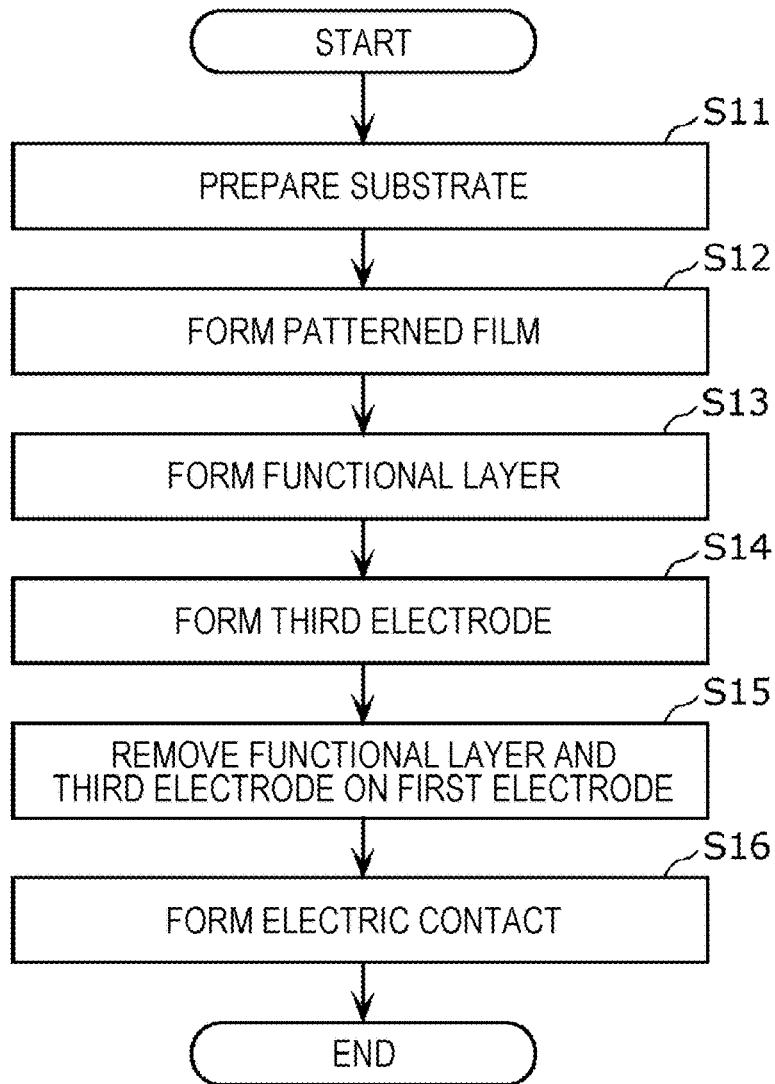 START
S11
PREPARE SUBSTRATE
S12
FORM PATTERNED FILM
S13
FORM FUNCTIONAL LAYER
S14
FORM THIRD ELECTRODE
S15
REMOVE FUNCTIONAL LAYER AND
THIRD ELECTRODE ON FIRST ELECTRODE
S16
FORM ELECTRIC CONTACT
END